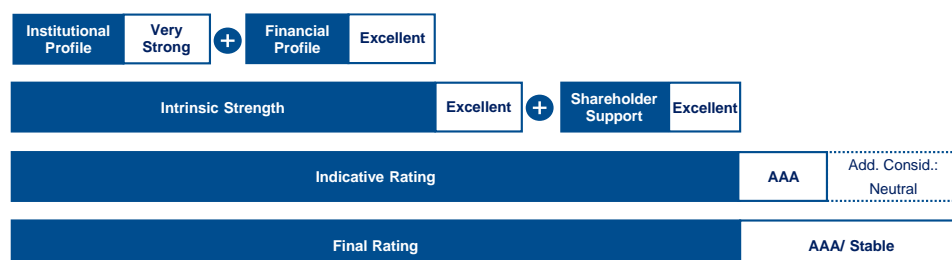 Institutional Profile Very Strong + Financial Profile Excellent
Intrinsic Strength Excellent + Shareholder Support Excellent
Indicative Rating AAA Add. Consid.: Neutral
Final Rating AAA/ Stable